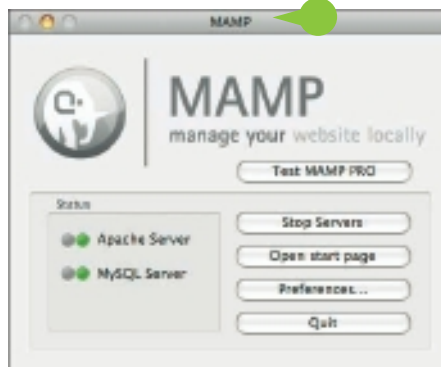 MAMP
MAMP
manage your website locally
Test MAMP PRO
Status
Apache Server
MySQL Server
Stop Servers
Open start page
Preferences...
Quit